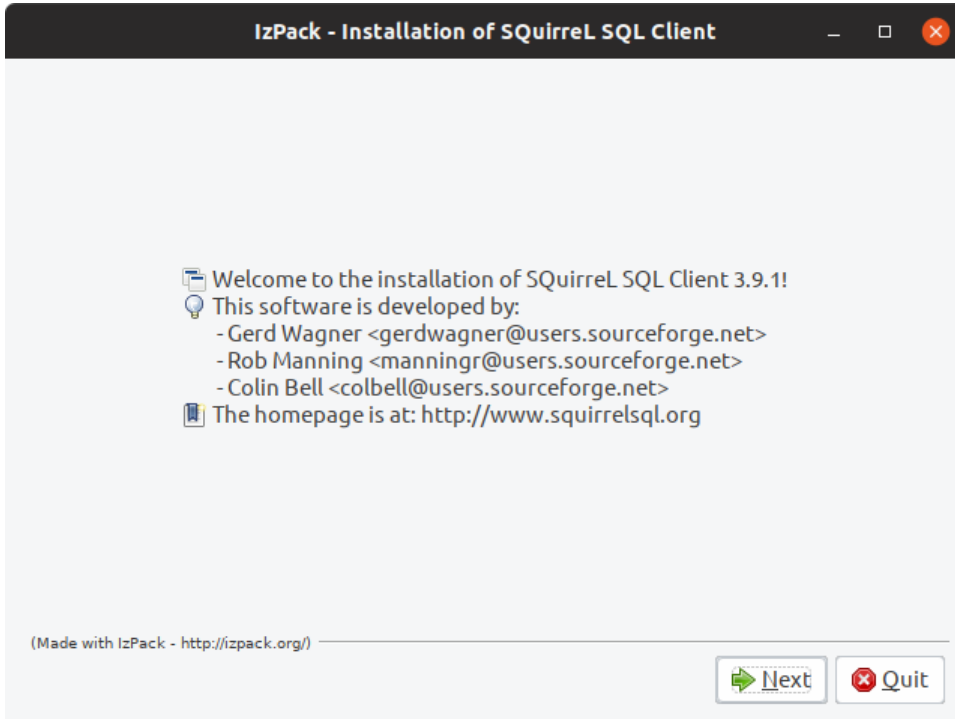 IzPack - Installation of SQuirreL SQL Client
Welcome to the installation of SQuirreL SQL Client 3.9.1!
This software is developed by:
- Gerd Wagner <gerdwagner@users.sourceforge.net>
- Rob Manning <manningr@users.sourceforge.net>
- Colin Bell <colbell@users.sourceforge.net>
The homepage is at: http://www.squirrelsql.org
(Made with IzPack - http://izpack.org/)
Next Quit